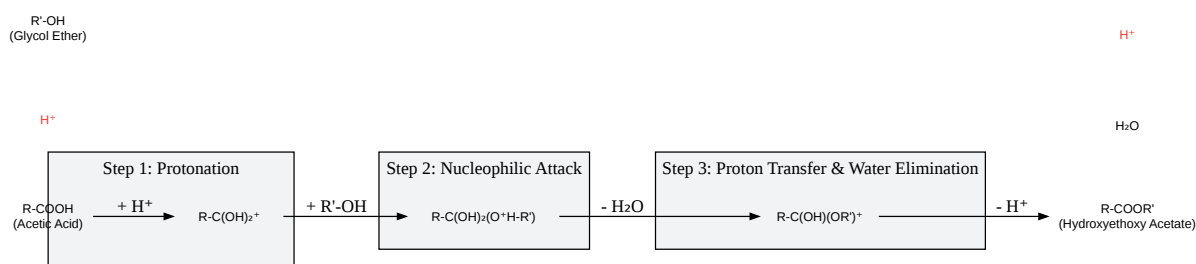 R'-OH
(Glycol Ether)
H⁺
H⁺
H₂O
Step 1: Protonation
Step 2: Nucleophilic Attack
Step 3: Proton Transfer & Water Elimination
R-COOH
(Acetic Acid)
+ H⁺
R-C(OH)₂⁺
+ R'-OH
R-C(OH)₂(O⁺H-R')
- H₂O
R-C(OH)(OR')⁺
- H⁺
R-COOR'
(Hydroxyethoxy Acetate)